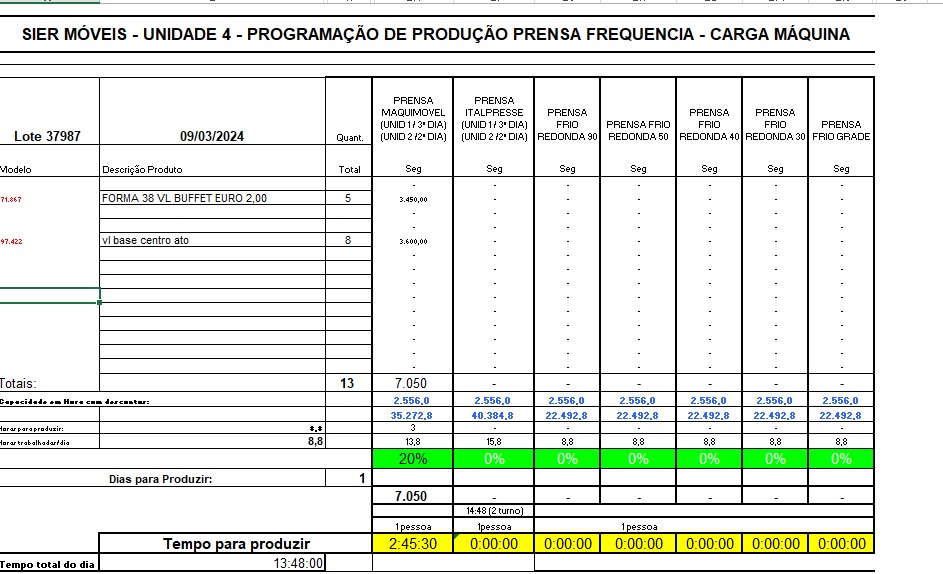 SIER MÓVEIS - UNIDADE 4 - PROGRAMAÇÃO DE PRODUÇÃO PRENSA FREQUENCIA - CARGA MÁQUINA
Lote 37987 09/03/2024 Quant. PRENSA MAQUIMOVEL (UNID 1 / 3º DIA) (UNID 2 /2º DIA) PRENSA ITALPRESSE (UNID 1 / 3º DIA) (UNID 2 /2º DIA) PRENSA FRIO REDONDA 90 PRENSA FRIO REDONDA 50 PRENSA FRIO REDONDA 40 PRENSA FRIO REDONDA 30 PRENSA FRIO GRADE
Modelo Descrição Produto Total Seg Seg Seg Seg Seg Seg Seg
- - - - - - -
71.867 FORMA 38 VL BUFFET EURO 2,00 5 3.450,00 - - - - - -
- - - - - - -
- - - - - - -
97.422 vl base centro ato 8 3.600,00 - - - - - -
- - - - - - -
- - - - - - -
- - - - - - -
- - - - - - -
- - - - - - -
- - - - - - -
- - - - - - -
- - - - - - -
- - - - - - -
Totais: 13 7.050 - - - - - -
Capacidade em Hora com descontar: 2.556,0 2.556,0 2.556,0 2.556,0 2.556,0 2.556,0 2.556,0
35.272,8 40.384,8 22.492,8 22.492,8 22.492,8 22.492,8 22.492,8
Horas para produzir: 8,8 3 - - - - - -
Horas trabalhadas/dia 8,8 13,8 15,8 8,8 8,8 8,8 8,8 8,8
20% 0% 0% 0% 0% 0% 0%
Dias para Produzir: 1
7.050 - - - - - -
14:48 (2 turno)
1 pessoa 1pessoa 1 pessoa
Tempo para produzir 2:45:30 0:00:00 0:00:00 0:00:00 0:00:00 0:00:00 0:00:00
Tempo total do dia 13:48:00